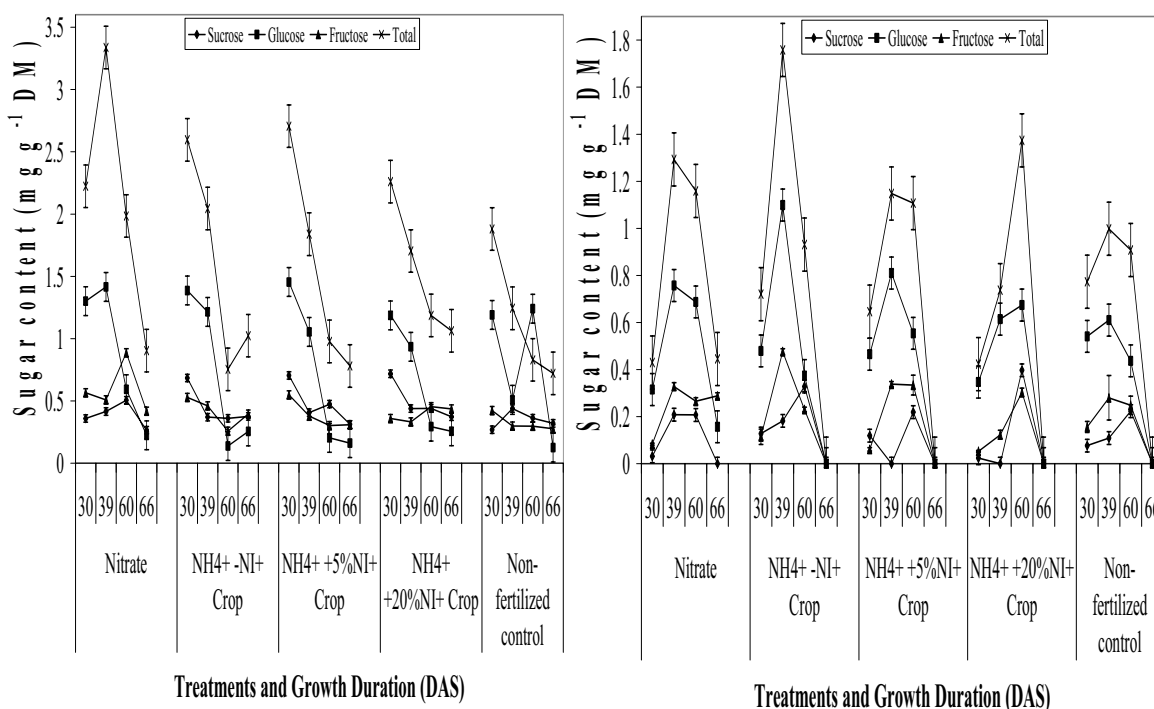 Sugar content (mgg -1 DM)
3.5
3
2.5
2
1.5
1
0.5
0
Sucrose Glucose Fructose Total
30 39 60 66 30 39 60 66 30 39 60 66 30 39 60 66 30 39 60 66
Nitrate NH4+ -NI+ Crop NH4+ +5%NI+ Crop NH4+ +20%NI+ Crop Non-fertilized control
Treatments and Growth Duration (DAS)
Sugar content (mgg -1 DM)
1.8
1.6
1.4
1.2
1
0.8
0.6
0.4
0.2
0
Sucrose Glucose Fructose Total
30 39 60 66 30 39 60 66 30 39 60 66 30 39 60 66 30 39 60 66
Nitrate NH4+ -NI+ Crop NH4+ +5%NI+ Crop NH4+ +20%NI+ Crop Non-fertilized control
Treatments and Growth Duration (DAS)